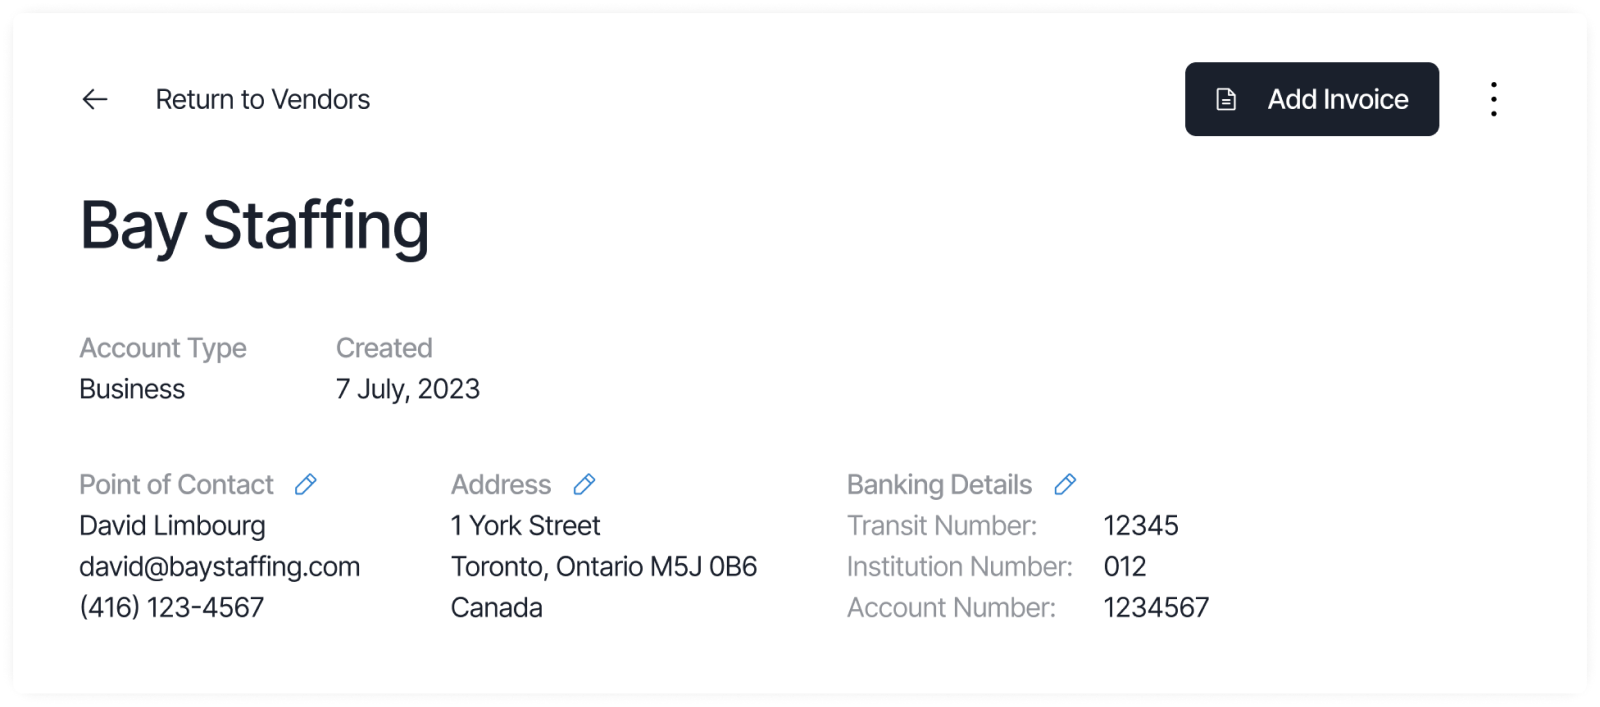 Return to Vendors
Add Invoice
Bay Staffing
Account Type
Business
Created
7 July, 2023
Point of Contact
David Limbourg
david@baystaffing.com
(416) 123-4567
Address
1 York Street
Toronto, Ontario M5J 0B6
Canada
Banking Details
Transit Number: 12345
Institution Number: 012
Account Number: 1234567